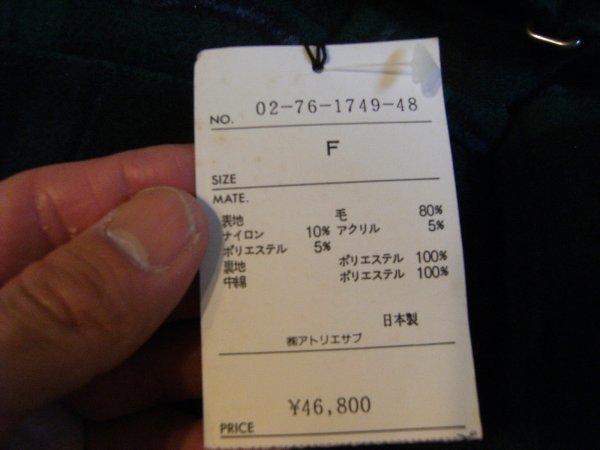 NO. 02-76-1749-48
F
SIZE
MATE.
表地 毛 80%
ナイロン 10% アクリル 5%
ポリエステル 5%
裏地 ポリエステル 100%
中綿 ポリエステル 100%
日本製
㈱アトリエサブ
¥46,800
PRICE